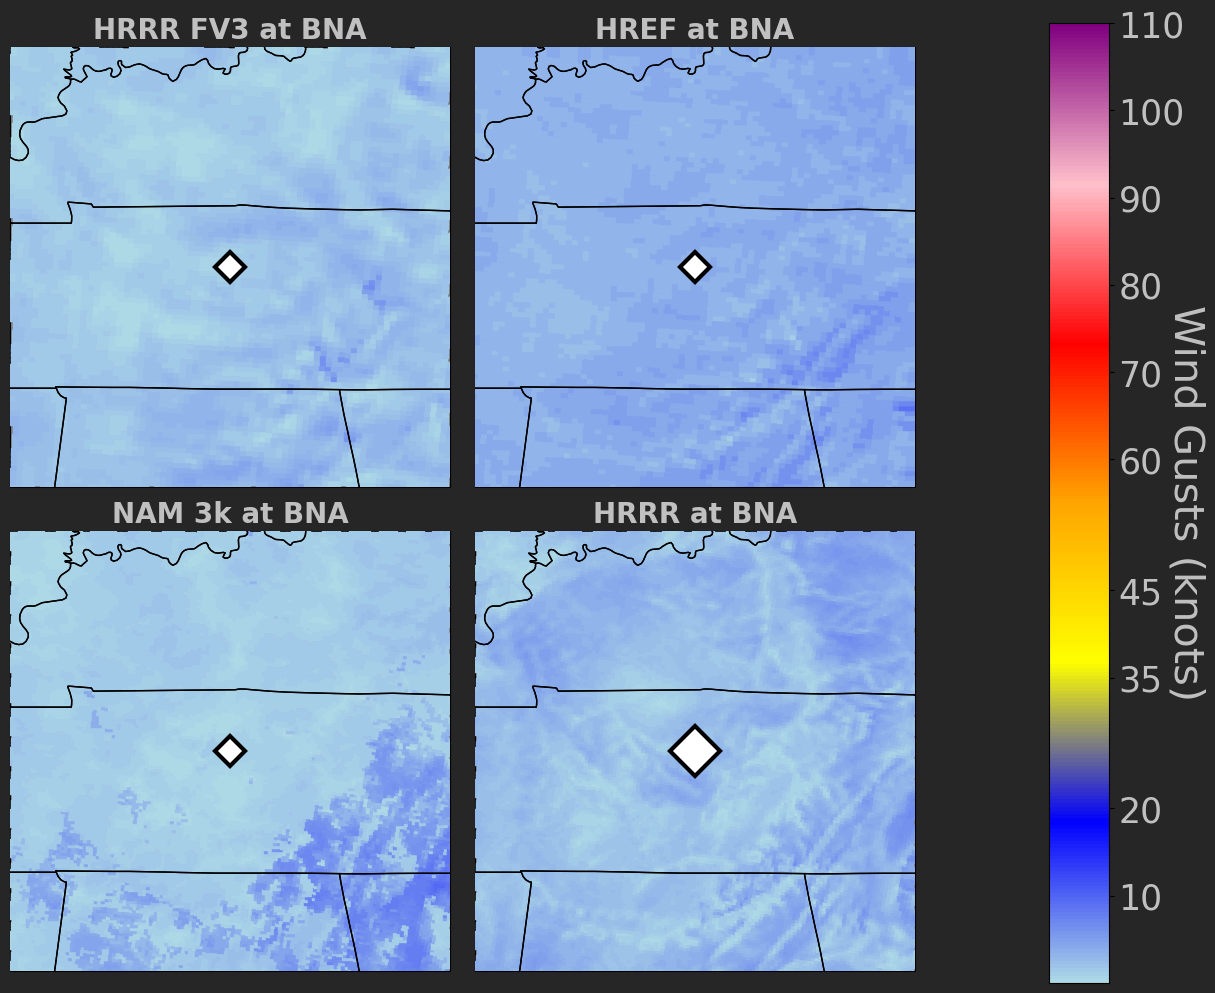 HRRR FV3 at BNA
HREF at BNA
NAM 3k at BNA
HRRR at BNA
110
100
90
80
70
60
45
35
20
10
Wind Gusts (knots)